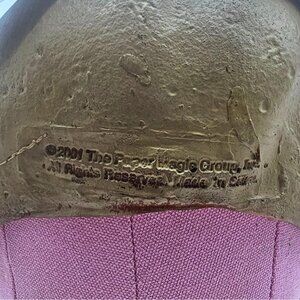 ©2001 The Paper Magic Group, Inc.
All Rights Reserved. Made in China